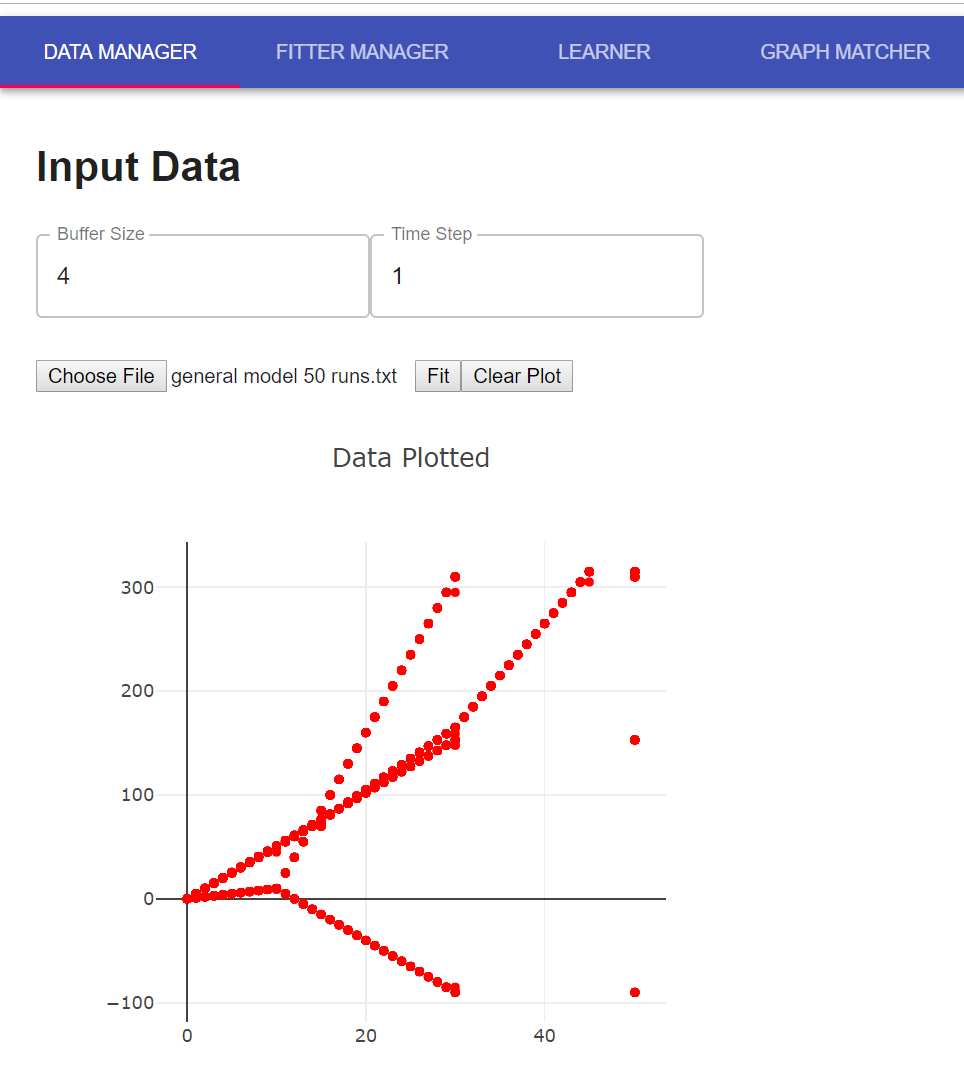 DATA MANAGER FITTER MANAGER LEARNER GRAPH MATCHER
Input Data
Buffer Size Time Step
4 1
Choose File general model 50 runs.txt Fit Clear Plot
Data Plotted
300
200
100
0
−100
0 20 40